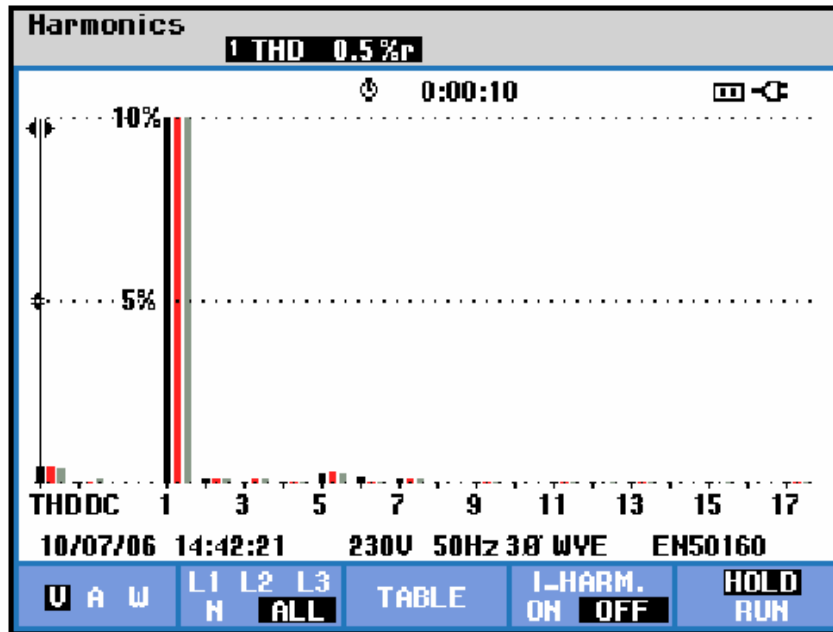 Harmonics
1 THD 0.5%r
0:00:10
10%
5%
THD DC 1 3 5 7 9 11 13 15 17
10/07/06 14:42:21 230V 50Hz 3Ø WYE EN50160
V A W L1 L2 L3 N ALL TABLE I-HARM. ON OFF HOLD RUN